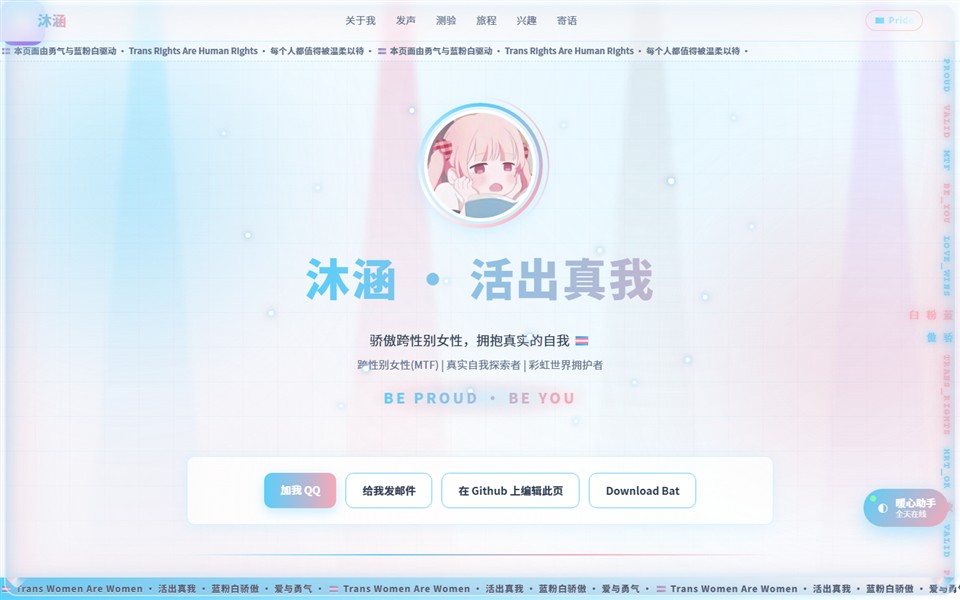 沐涵
关于我 发声 测验 旅程 兴趣 寄语
Prid
本页面由勇气与蓝粉白驱动 • Trans Rights Are Human Rights • 每个人都值得被温柔以待 • 本页面由勇气与蓝粉白驱动 • Trans Rights Are Human Rights • 每个人都值得被温柔以待 •
沐涵 • 活出真我
骄傲跨性别女性，拥抱真实的自我
跨性别女性(MTF) | 真实自我探索者 | 彩虹世界拥护者
BE PROUD • BE YOU
加我 QQ
给我发邮件
在 Github 上编辑此页
Download Bat
暖心助手
全天在线
PROUD VALID MTF BE_YOU LOVE_WINS
TRANS_RIGHTS
VALID
Trans Women Are Women • 活出真我 • 蓝粉白骄傲 • 爱与勇气 • Trans Women Are Women • 活出真我 • 蓝粉白骄傲 • 爱与勇气 • Trans Women Are Women • 活出真我 • 蓝粉白骄傲 • 爱与勇气